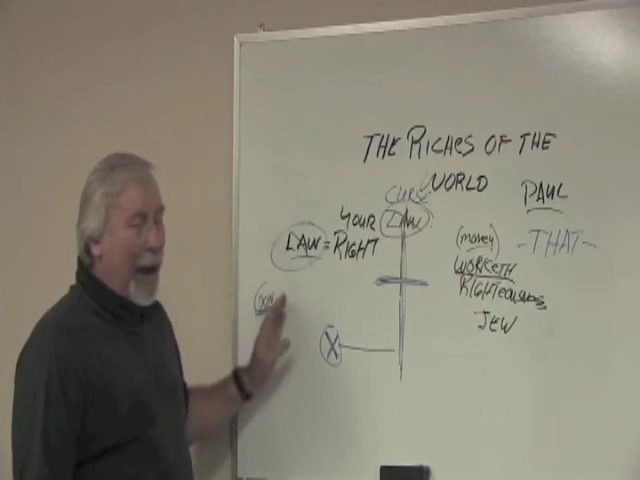 THE RICHES OF THE
WORLD
CURSE
PAUL
YOUR
LAW
LAW = RIGHT
(money)
-THAT-
WORKETH
RIGHTEOUSNESS
JEW
X